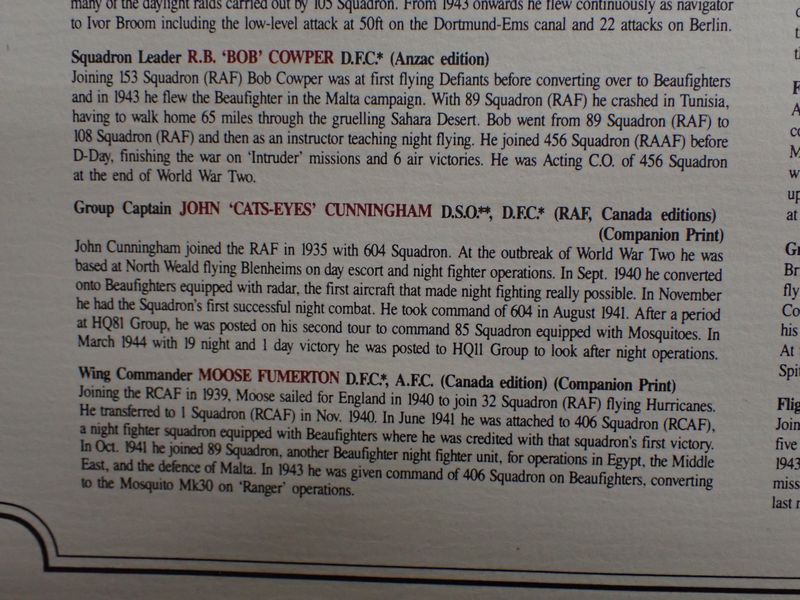 many of the daylight raids carried out by 105 Squadron. From 1943 onwards he flew continuously as navigator
to Ivor Broom including the low-level attack at 50ft on the Dortmund-Ems canal and 22 attacks on Berlin.
Squadron Leader R.B. ‘BOB’ COWPER D.F.C.* (Anzac edition)
Joining 153 Squadron (RAF) Bob Cowper was at first flying Defiants before converting over to Beaufighters
and in 1943 he flew the Beaufighter in the Malta campaign. With 89 Squadron (RAF) he crashed in Tunisia,
having to walk home 65 miles through the gruelling Sahara Desert. Bob went from 89 Squadron (RAF) to
108 Squadron (RAF) and then as an instructor teaching night flying. He joined 456 Squadron (RAAF) before
D-Day, finishing the war on ‘Intruder’ missions and 6 air victories. He was Acting C.O. of 456 Squadron
at the end of World War Two.
Group Captain JOHN ‘CATS-EYES’ CUNNINGHAM D.S.O.**, D.F.C.* (RAF, Canada editions)
(Companion Print)
John Cunningham joined the RAF in 1935 with 604 Squadron. At the outbreak of World War Two he was
based at North Weald flying Blenheims on day escort and night fighter operations. In Sept. 1940 he converted
onto Beaufighters equipped with radar, the first aircraft that made night fighting really possible. In November
he had the Squadron's first successful night combat. He took command of 604 in August 1941. After a period
at HQ81 Group, he was posted on his second tour to command 85 Squadron equipped with Mosquitoes. In
March 1944 with 19 night and 1 day victory he was posted to HQ11 Group to look after night operations.
Wing Commander MOOSE FUMERTON D.F.C.*, A.F.C. (Canada edition) (Companion Print)
Joining the RCAF in 1939, Moose sailed for England in 1940 to join 32 Squadron (RAF) flying Hurricanes.
He transferred to 1 Squadron (RCAF) in Nov. 1940. In June 1941 he was attached to 406 Squadron (RCAF),
a night fighter squadron equipped with Beaufighters where he was credited with that squadron's first victory.
In Oct. 1941 he joined 89 Squadron, another Beaufighter night fighter unit, for operations in Egypt, the Middle
East, and the defence of Malta. In 1943 he was given command of 406 Squadron on Beaufighters, converting
to the Mosquito Mk30 on ‘Ranger’ operations.
up
at
fly
his
At
five
1943
last